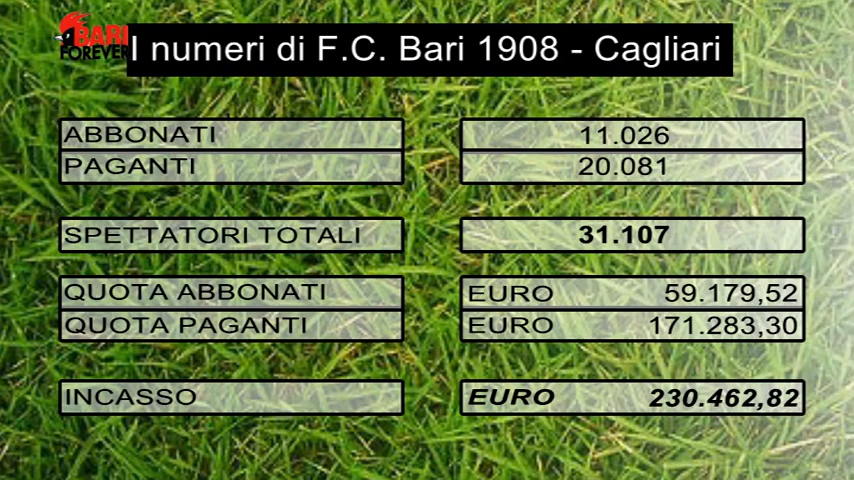 BARI
FOREVER
I numeri di F.C. Bari 1908 - Cagliari
ABBONATI 11.026
PAGANTI 20.081
SPETTATORI TOTALI 31.107
QUOTA ABBONATI EURO 59.179,52
QUOTA PAGANTI EURO 171.283,30
INCASSO EURO 230.462,82